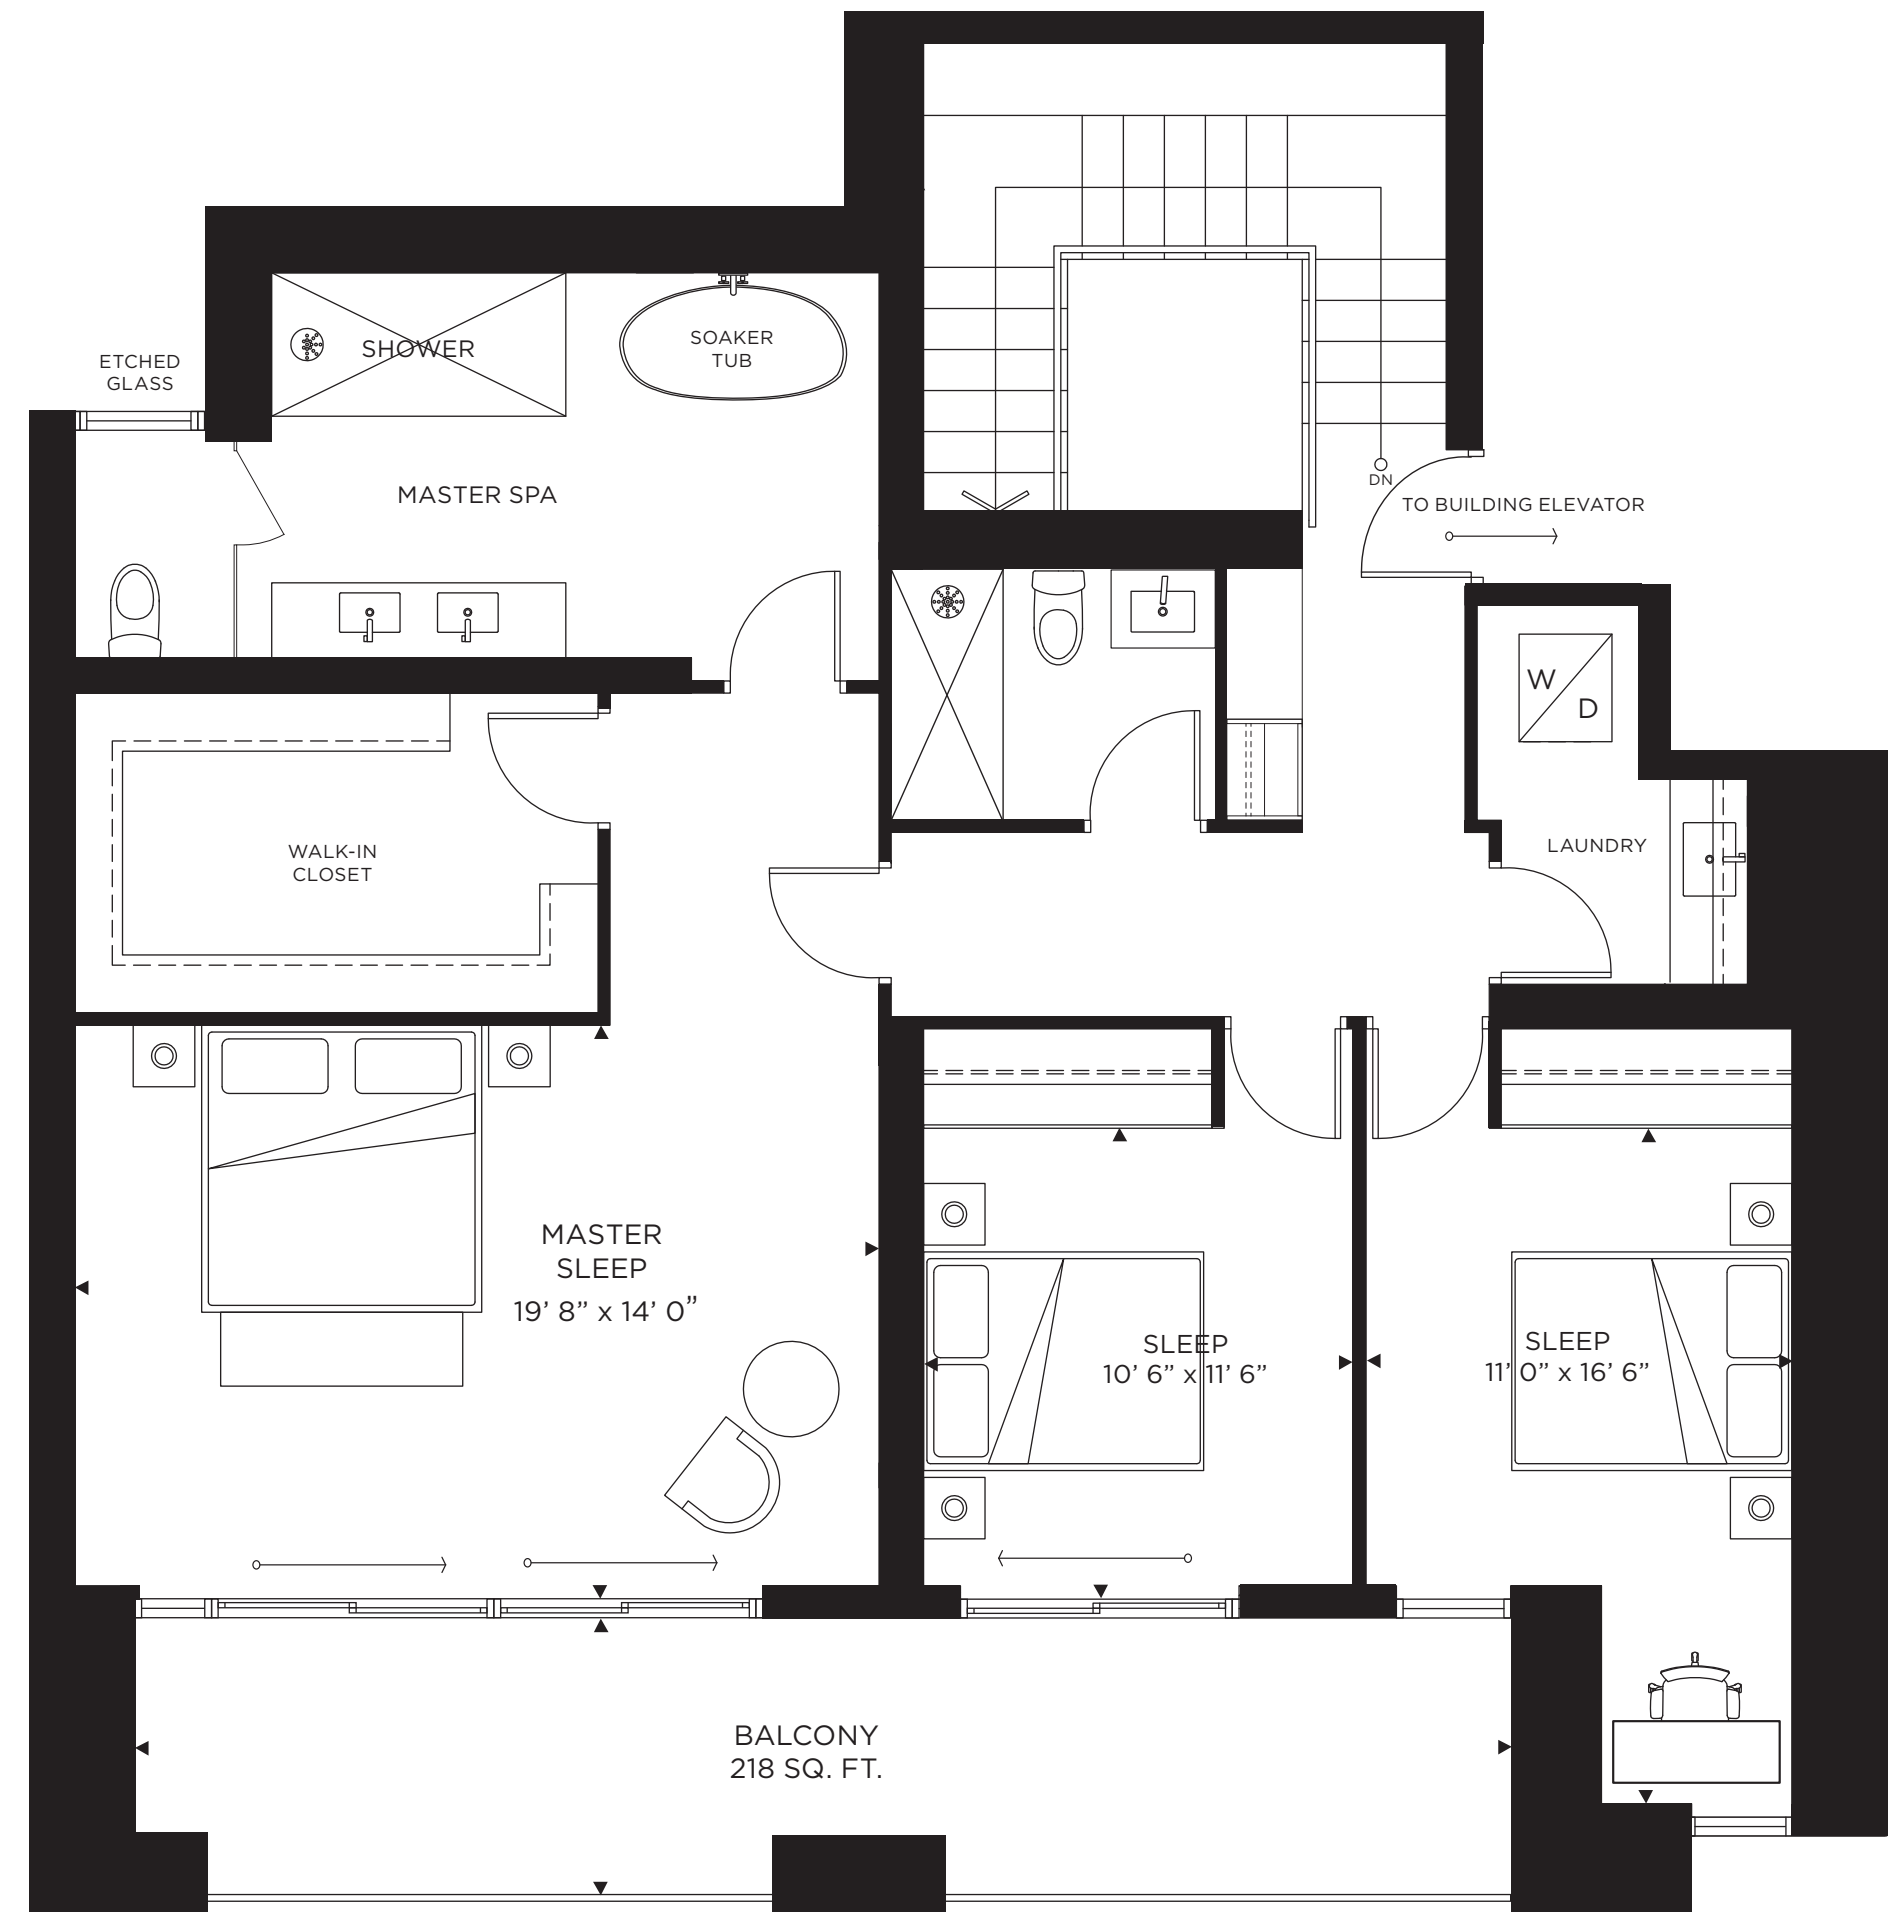 ETCHED
GLASS
SHOWER
SOAKER
TUB
MASTER SPA
DN
TO BUILDING ELEVATOR
W
D
WALK-IN
CLOSET
LAUNDRY
MASTER
SLEEP
19’ 8” x 14’ 0”
SLEEP
10’ 6” x 11’ 6”
SLEEP
11’ 0” x 16’ 6”
BALCONY
218 SQ. FT.